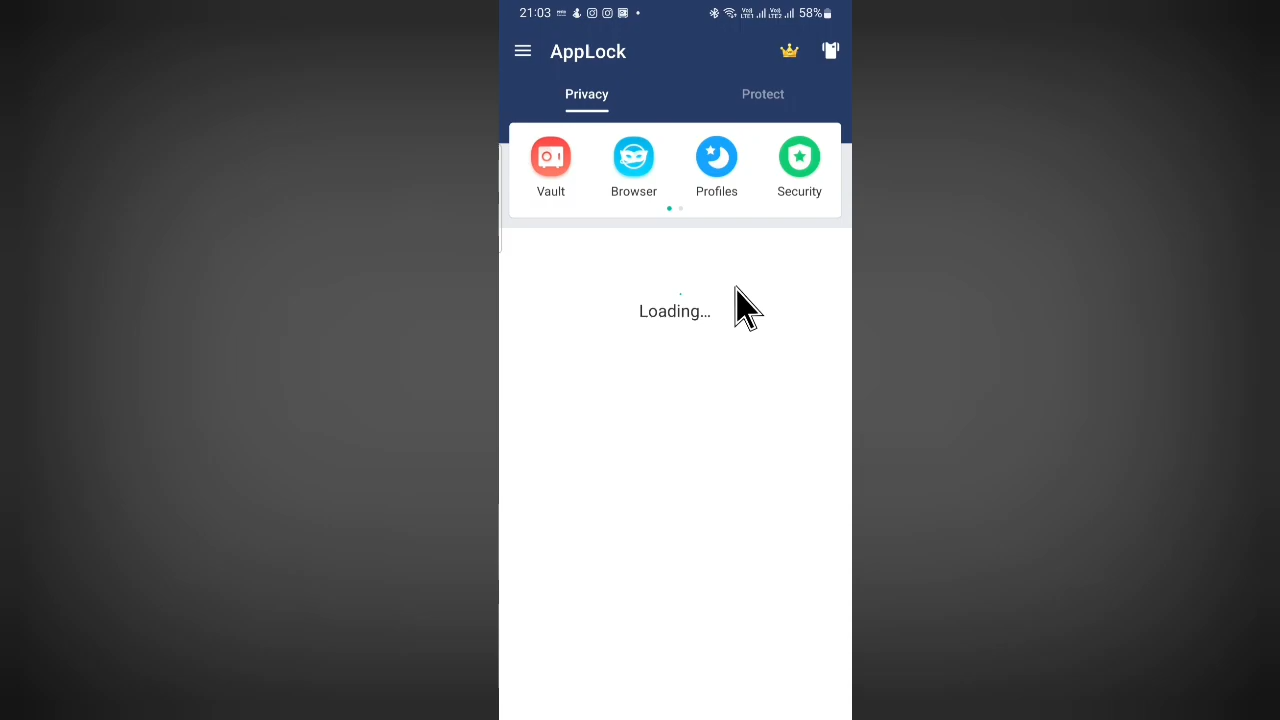 21:03 58%
AppLock
Privacy Protect
Vault Browser Profiles Security
Loading...